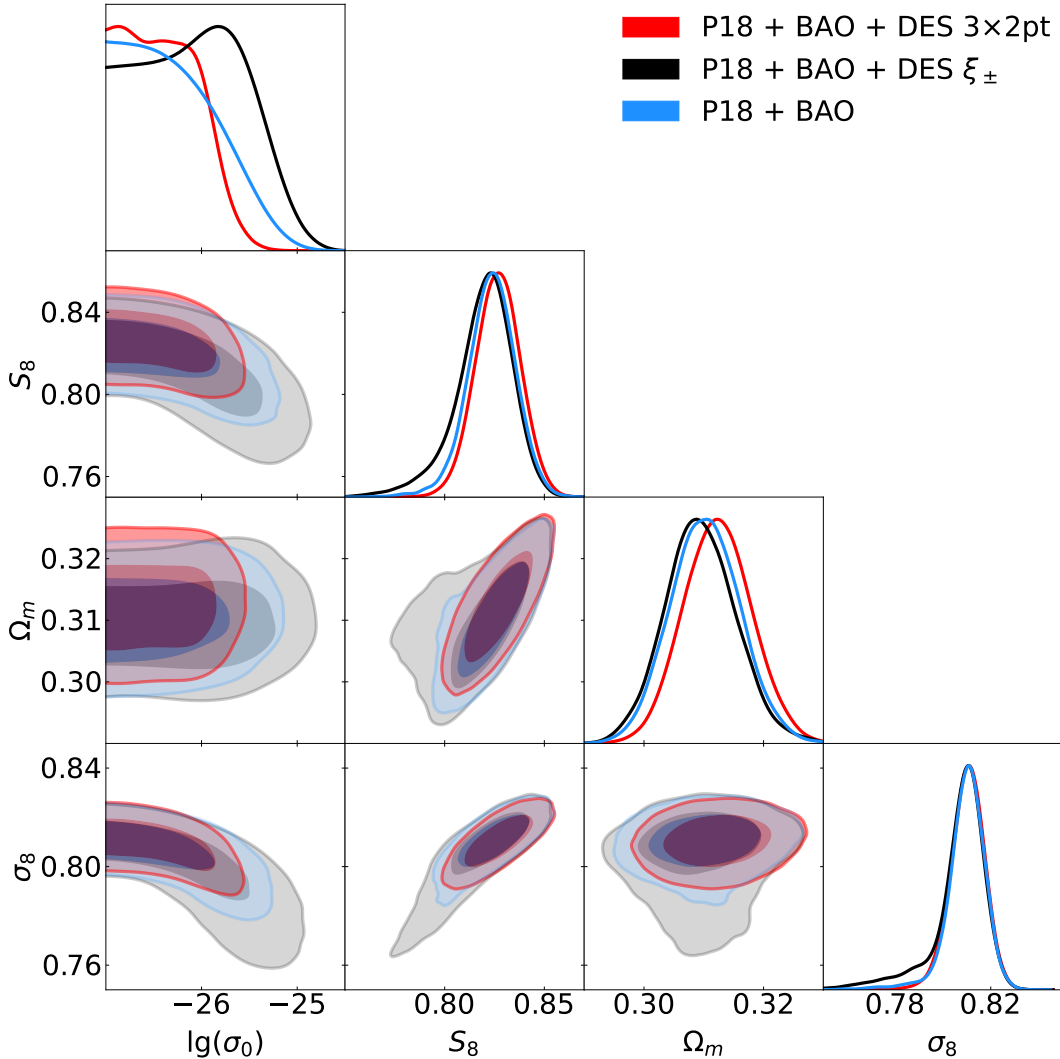 P18 + BAO + DES 3×2pt
P18 + BAO + DES ξ±
P18 + BAO
0.84
0.80
0.76
S₈
0.32
0.31
0.30
Ωₘ
0.84
0.80
0.76
σ₈
−26 −25
0.80 0.85
0.30 0.32
0.78 0.82
lg(σ₀) S₈ Ωₘ σ₈